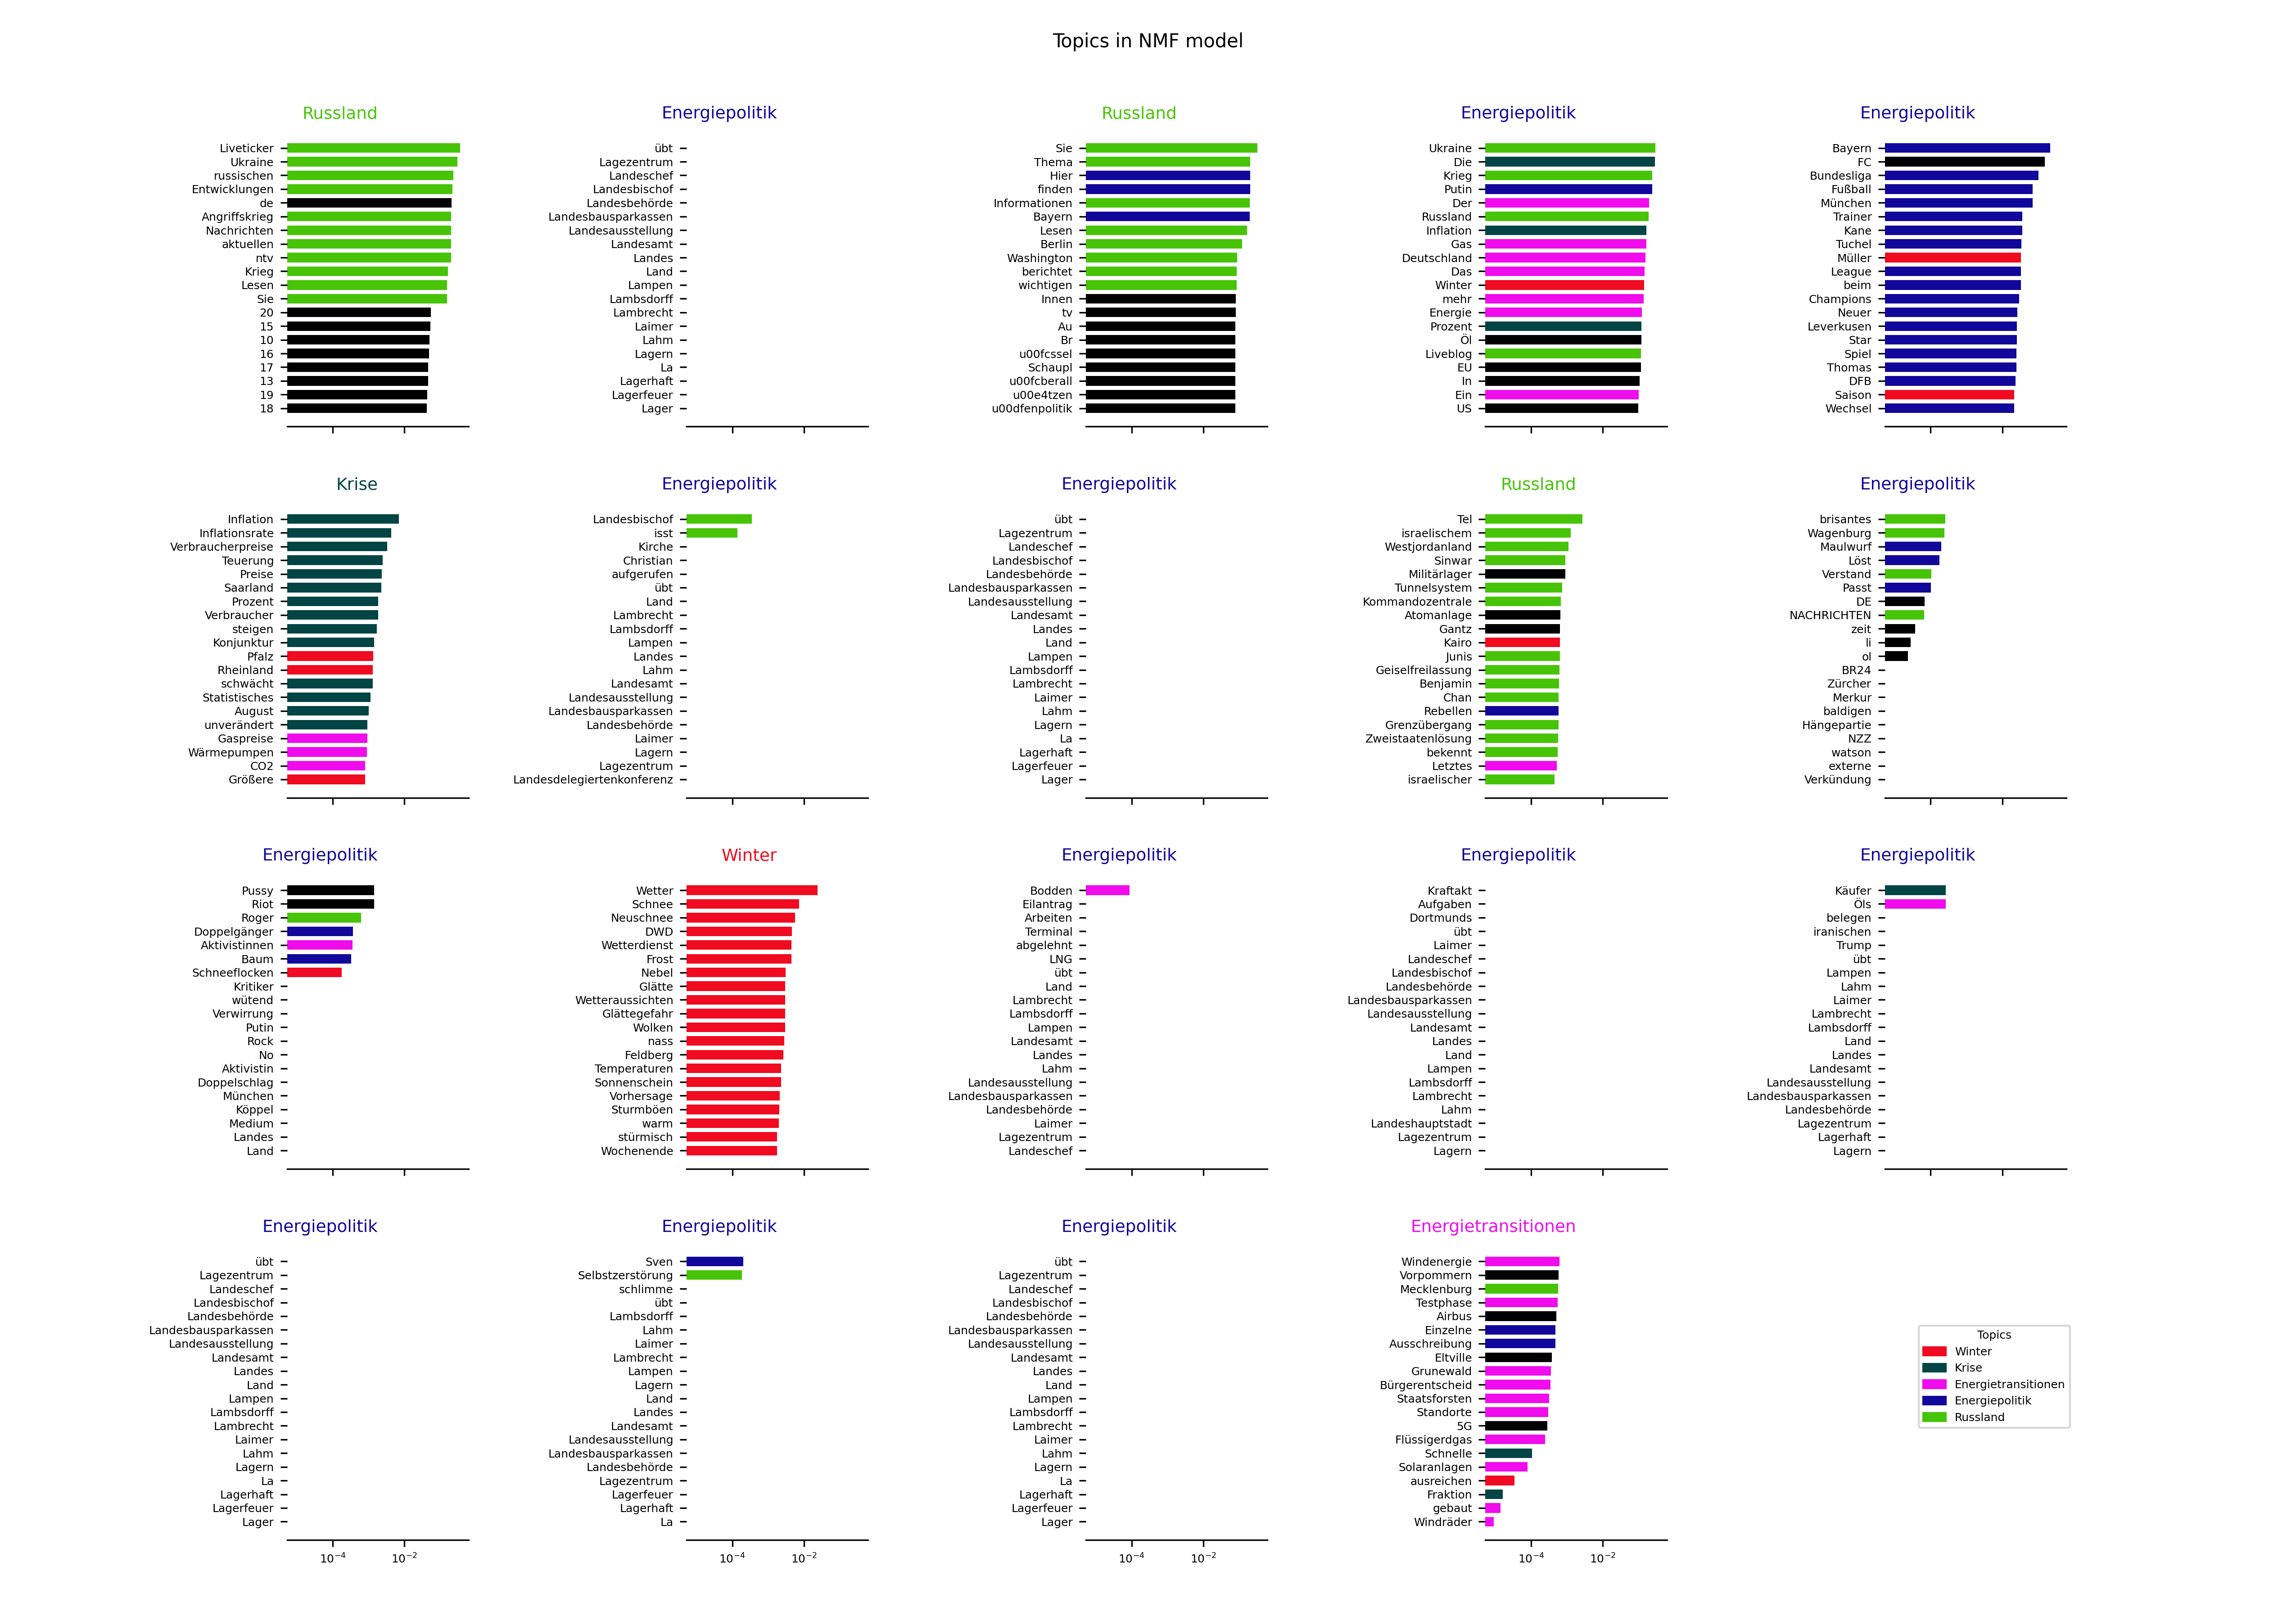 Topics in NMF model
Russland
Liveticker
Ukraine
russischen
Entwicklungen
de
Angriffskrieg
Nachrichten
aktuellen
ntv
Krieg
Lesen
Sie
20
15
10
16
17
13
19
18
Energiepolitik
übt
Lagezentrum
Landeschef
Landesbischof
Landesbehörde
Landesbausparkassen
Landesausstellung
Landesamt
Landes
Land
Lampen
Lambsdorff
Lambrecht
Laimer
Lahm
Lagern
La
Lagerhaft
Lagerfeuer
Lager
Russland
Sie
Thema
Hier
finden
Informationen
Bayern
Lesen
Berlin
Washington
berichtet
wichtigen
Innen
tv
Au
Br
u00fcssel
Schaupl
u00fcberall
u00e4tzen
u00dfenpolitik
Energiepolitik
Ukraine
Die
Krieg
Putin
Der
Russland
Inflation
Gas
Deutschland
Das
Winter
mehr
Energie
Prozent
Öl
Liveblog
EU
In
Ein
US
Energiepolitik
Bayern
FC
Bundesliga
Fußball
München
Trainer
Kane
Tuchel
Müller
League
beim
Champions
Neuer
Leverkusen
Star
Spiel
Thomas
DFB
Saison
Wechsel
Krise
Inflation
Inflationsrate
Verbraucherpreise
Teuerung
Preise
Saarland
Prozent
Verbraucher
steigen
Konjunktur
Pfalz
Rheinland
schwächt
Statistisches
August
unverändert
Gaspreise
Wärmepumpen
CO2
Größere
Energiepolitik
Landesbischof
isst
Kirche
Christian
aufgerufen
übt
Land
Lambrecht
Lambsdorff
Lampen
Landes
Lahm
Landesamt
Landesausstellung
Landesbausparkassen
Landesbehörde
Laimer
Lagern
Lagezentrum
Landesdelegiertenkonferenz
Energiepolitik
übt
Lagezentrum
Landeschef
Landesbischof
Landesbehörde
Landesbausparkassen
Landesausstellung
Landesamt
Landes
Land
Lampen
Lambsdorff
Lambrecht
Laimer
Lahm
Lagern
La
Lagerhaft
Lagerfeuer
Lager
Russland
Tel
israelischem
Westjordanland
Sinwar
Militärlager
Tunnelsystem
Kommandozentrale
Atomanlage
Gantz
Kairo
Junis
Geiselfreilassung
Benjamin
Chan
Rebellen
Grenzübergang
Zweistaatenlösung
bekennt
Letztes
israelischer
Energiepolitik
brisantes
Wagenburg
Maulwurf
Löst
Verstand
Passt
DE
NACHRICHTEN
zeit
li
ol
BR24
Zürcher
Merkur
baldigen
Hängepartie
NZZ
watson
externe
Verkündung
Energiepolitik
Pussy
Riot
Roger
Doppelgänger
Aktivistinnen
Baum
Schneeflocken
Kritiker
wütend
Verwirrung
Putin
Rock
No
Aktivistin
Doppelschlag
München
Köppel
Medium
Landes
Land
Winter
Wetter
Schnee
Neuschnee
DWD
Wetterdienst
Frost
Nebel
Glätte
Wetteraussichten
Glättegefahr
Wolken
nass
Feldberg
Temperaturen
Sonnenschein
Vorhersage
Sturmböen
warm
stürmisch
Wochenende
Energiepolitik
Bodden
Eilantrag
Arbeiten
Terminal
abgelehnt
LNG
übt
Land
Lambrecht
Lambsdorff
Lampen
Landesamt
Landes
Lahm
Landesausstellung
Landesbausparkassen
Landesbehörde
Laimer
Lagezentrum
Landeschef
Energiepolitik
Kraftakt
Aufgaben
Dortmunds
übt
Laimer
Landeschef
Landesbischof
Landesbehörde
Landesbausparkassen
Landesausstellung
Landesamt
Landes
Land
Lampen
Lambsdorff
Lambrecht
Lahm
Landeshauptstadt
Lagezentrum
Lagern
Energiepolitik
Käufer
Öls
belegen
iranischen
Trump
übt
Lampen
Lahm
Laimer
Lambrecht
Lambsdorff
Land
Landes
Landesamt
Landesausstellung
Landesbausparkassen
Landesbehörde
Lagezentrum
Lagerhaft
Lagern
Energiepolitik
übt
Lagezentrum
Landeschef
Landesbischof
Landesbehörde
Landesbausparkassen
Landesausstellung
Landesamt
Landes
Land
Lampen
Lambsdorff
Lambrecht
Laimer
Lahm
Lagern
La
Lagerhaft
Lagerfeuer
Lager
10⁻⁴ 10⁻²
Energiepolitik
Sven
Selbstzerstörung
schlimme
übt
Lambsdorff
Lahm
Laimer
Lambrecht
Lampen
Lagern
Land
Landes
Landesamt
Landesausstellung
Landesbausparkassen
Landesbehörde
Lagezentrum
Lagerfeuer
Lagerhaft
La
10⁻⁴ 10⁻²
Energiepolitik
übt
Lagezentrum
Landeschef
Landesbischof
Landesbehörde
Landesbausparkassen
Landesausstellung
Landesamt
Landes
Land
Lampen
Lambsdorff
Lambrecht
Laimer
Lahm
Lagern
La
Lagerhaft
Lagerfeuer
Lager
10⁻⁴ 10⁻²
Energietransitionen
Windenergie
Vorpommern
Mecklenburg
Testphase
Airbus
Einzelne
Ausschreibung
Eltville
Grunewald
Bürgerentscheid
Staatsforsten
Standorte
5G
Flüssigerdgas
Schnelle
Solaranlagen
ausreichen
Fraktion
gebaut
Windräder
10⁻⁴ 10⁻²
Topics
Winter
Krise
Energietransitionen
Energiepolitik
Russland